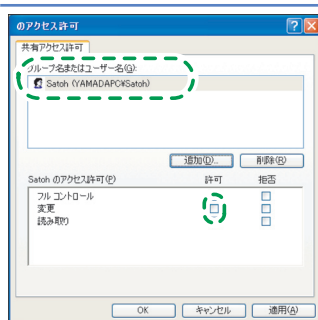 のアクセス許可
共有アクセス許可
グループ名またはユーザー名(G):
Satoh (YAMADAPC¥Satoh)
追加(D)... 削除(R)
Satoh のアクセス許可(P) 許可 拒否
フル コントロール
変更
読み取り
OK キャンセル 適用(A)